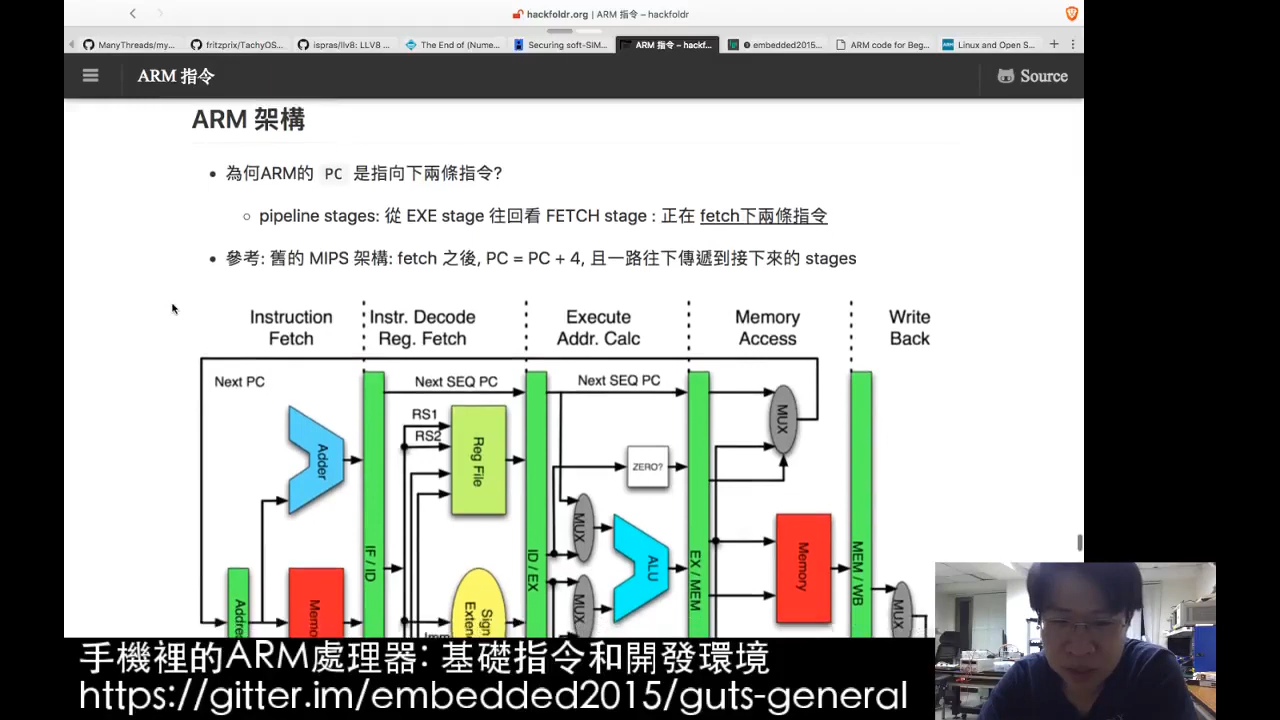 hackfoldr.org | ARM 指令 – hackfoldr
ManyThreads/my...
fritzprix/TachyOS...
ispras/llv8: LLV8 ...
The End of (Nume...
Securing soft-SIM...
ARM 指令 – hackf...
embedded2015...
ARM code for Beg...
Linux and Open S...
ARM 指令
Source
ARM 架構
為何ARM的 PC 是指向下兩條指令?
pipeline stages: 從 EXE stage 往回看 FETCH stage : 正在 fetch下兩條指令
參考: 舊的 MIPS 架構: fetch 之後, PC = PC + 4, 且一路往下傳遞到接下來的 stages
Instruction
Fetch
Instr. Decode
Reg. Fetch
Execute
Addr. Calc
Memory
Access
Write
Back
Next PC
Next SEQ PC
Next SEQ PC
RS1
RS2
Adder
Reg File
ZERO?
MUX
MUX
ALU
Memory
IF / ID
ID / EX
EX / MEM
MEM / WB
MUX
MUX
Sign
手機裡的ARM處理器: 基礎指令和開發環境
https://gitter.im/embedded2015/guts-general